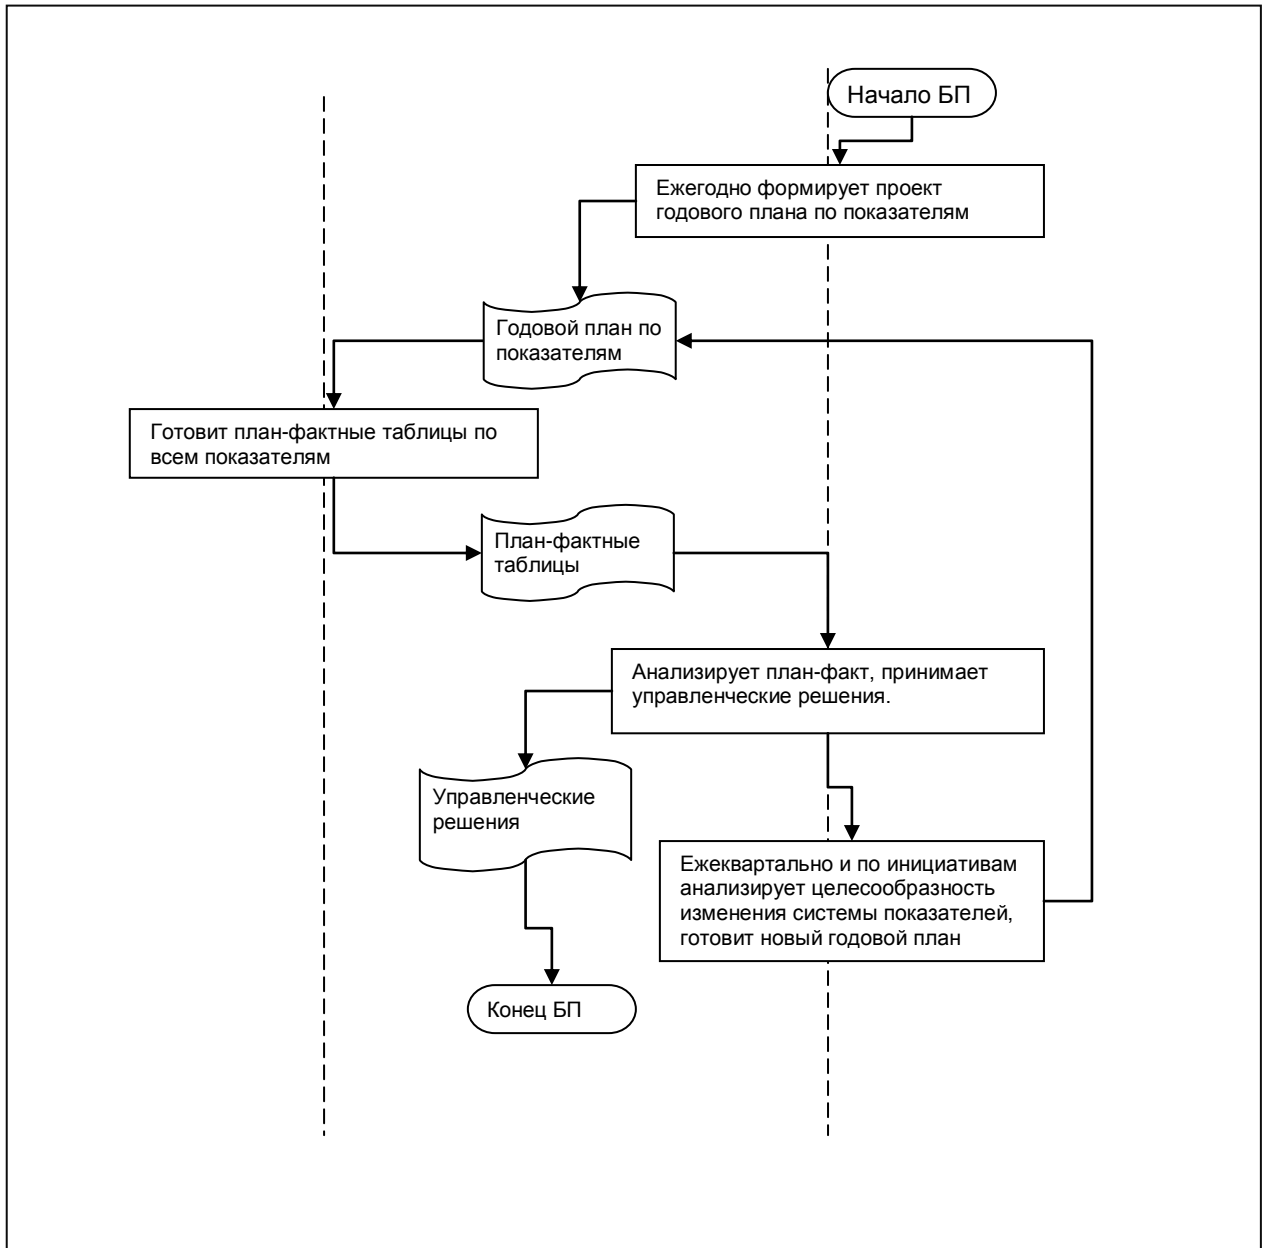 Начало БП
Ежегодно формирует проект
годового плана по показателям
Годовой план по
показателям
Готовит план-фактные таблицы по
всем показателям
План-фактные
таблицы
Анализирует план-факт, принимает
управленческие решения.
Управленческие
решения
Ежеквартально и по инициативам
анализирует целесообразность
изменения системы показателей,
готовит новый годовой план
Конец БП